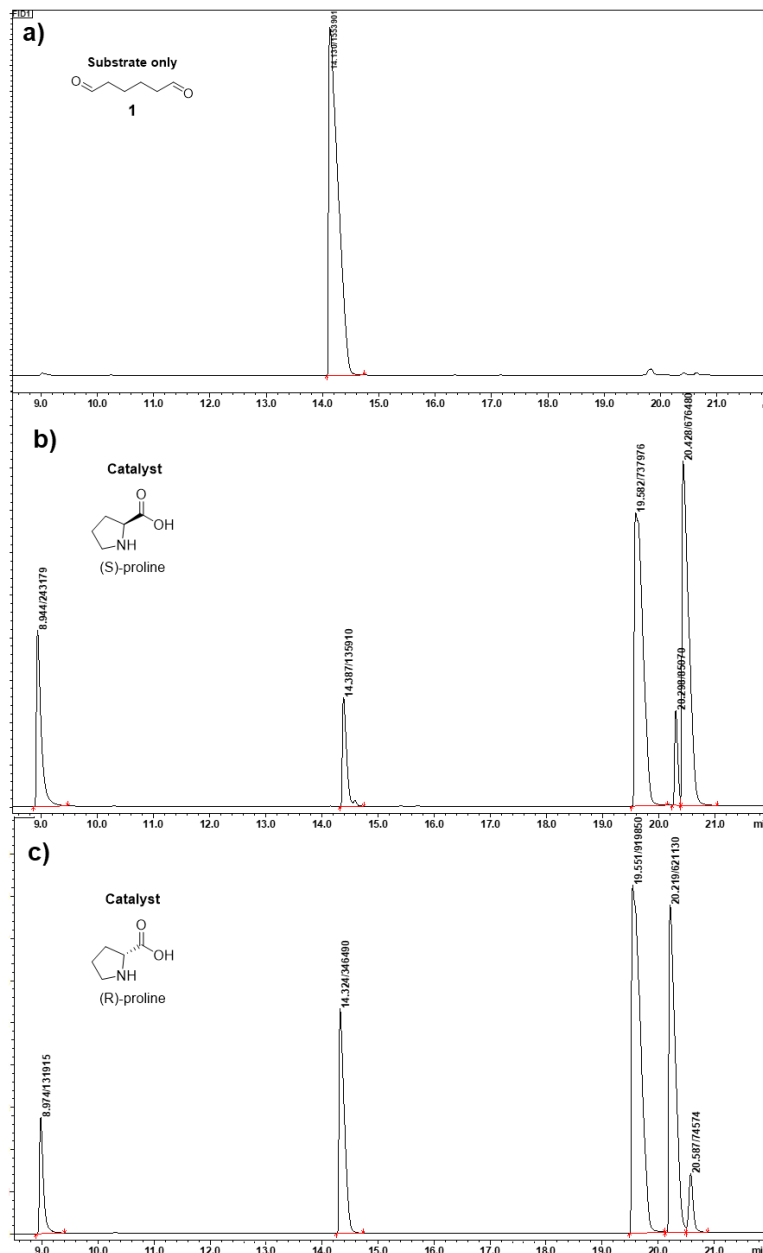 FID1
a)
14.130/1553901
Substrate only
O
O
1
9.0 10.0 11.0 12.0 13.0 14.0 15.0 16.0 17.0 18.0 19.0 20.0 21.0
b)
Catalyst
O
OH
NH
(S)-proline
8.944/243179
14.387/135910
19.582/737976
20.298/85070
20.428/676480
9.0 10.0 11.0 12.0 13.0 14.0 15.0 16.0 17.0 18.0 19.0 20.0 21.0
c)
Catalyst
O
OH
NH
(R)-proline
8.974/131915
14.324/346490
19.551/919850
20.219/621130
20.587/74574
9.0 10.0 11.0 12.0 13.0 14.0 15.0 16.0 17.0 18.0 19.0 20.0 21.0